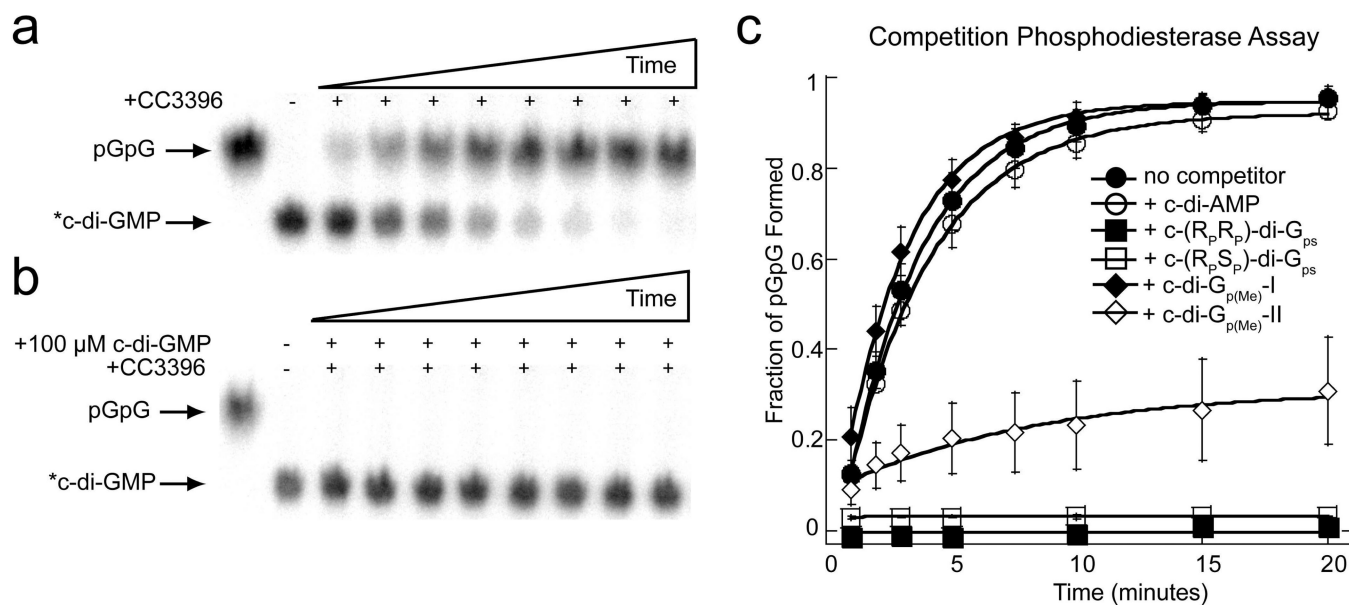 a
Time
+CC3396 - + + + + + + + +
pGpG
*c-di-GMP
b
Time
+100 µM c-di-GMP - + + + + + + + +
+CC3396 - + + + + + + + +
pGpG
*c-di-GMP
c
Competition Phosphodiesterase Assay
Fraction of pGpG Formed
1
0.8
0.6
0.4
0.2
0
no competitor
+ c-di-AMP
+ c-(RPRP)-di-Gps
+ c-(RPSP)-di-Gps
+ c-di-Gp(Me)-I
+ c-di-Gp(Me)-II
0 5 10 15 20
Time (minutes)